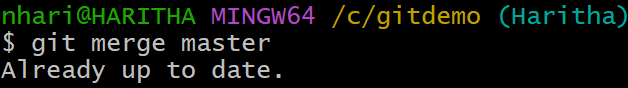 nhari@HARITHA MINGW64 /c/gitdemo (Haritha)
$ git merge master
Already up to date.